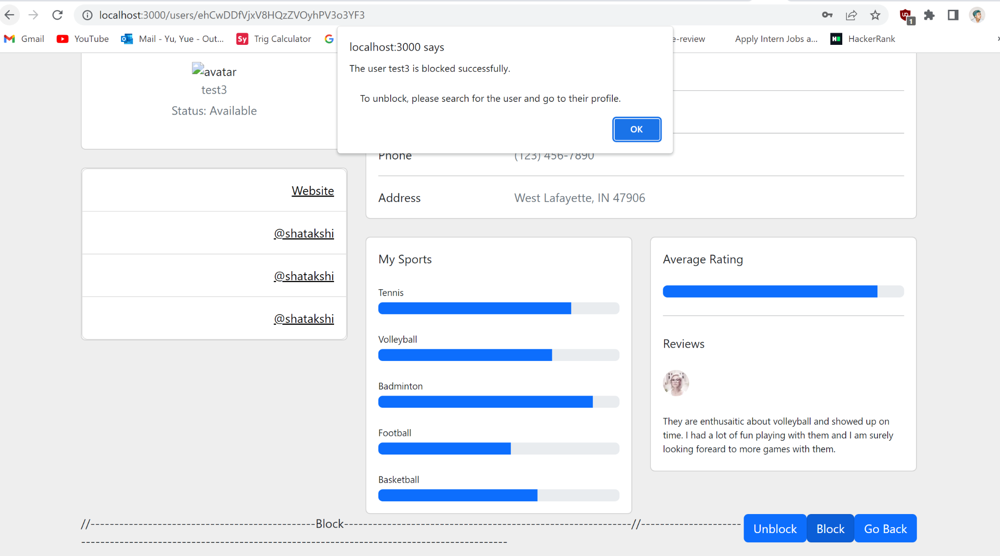 localhost:3000/users/ehCwDDfVjxV8HQzZVOyhPV3o3YF3
1
Gmail
YouTube
Mail - Yu, Yue - Out...
Sy
Trig Calculator
e-review
Apply Intern Jobs a...
HackerRank
localhost:3000 says
The user test3 is blocked successfully.
To unblock, please search for the user and go to their profile.
OK
avatar
test3
Status: Available
Website
@shatakshi
@shatakshi
@shatakshi
Phone (123) 456-7890
Address West Lafayette, IN 47906
My Sports
Tennis
Volleyball
Badminton
Football
Basketball
Average Rating
Reviews
They are enthusaitic about volleyball and showed up on
time. I had a lot of fun playing with them and I am surely
looking foreard to more games with them.
//-----------------------------------------------Block------------------------------------------------------------//---------------------
-----------------------------------------------------------------------------------------
Unblock
Block
Go Back